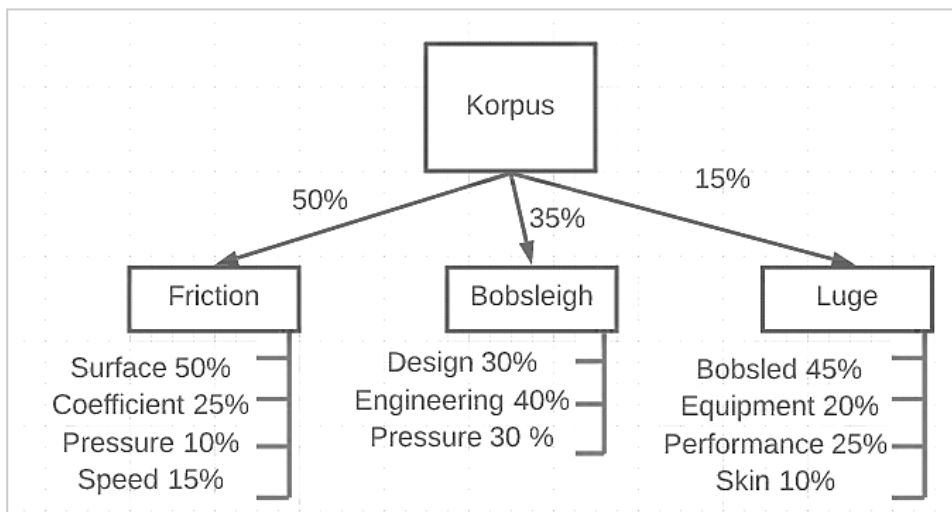 Korpus
50%
35%
15%
Friction
Bobsleigh
Luge
Surface 50%
Coefficient 25%
Pressure 10%
Speed 15%
Design 30%
Engineering 40%
Pressure 30 %
Bobsled 45%
Equipment 20%
Performance 25%
Skin 10%